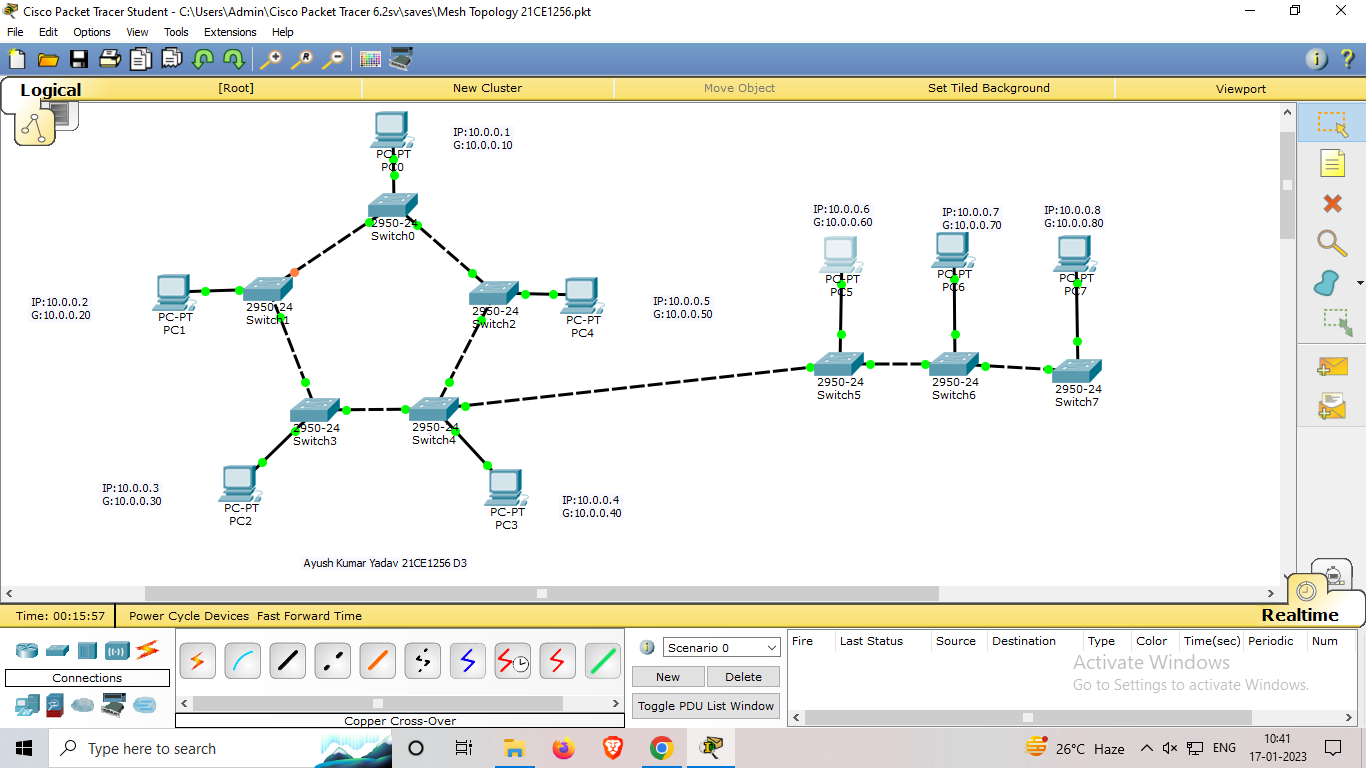 Cisco Packet Tracer Student - C:\Users\Admin\Cisco Packet Tracer 6.2sv\saves\Mesh Topology 21CE1256.pkt
File Edit Options View Tools Extensions Help
Logical [Root] New Cluster Move Object Set Tiled Background Viewport
PC-PT
PC0
IP:10.0.0.1
G:10.0.0.10
2950-24
Switch0
IP:10.0.0.2
G:10.0.0.20
PC-PT
PC1
2950-24
Switch1
2950-24
Switch2
PC-PT
PC4
IP:10.0.0.5
G:10.0.0.50
IP:10.0.0.6
G:10.0.0.60
IP:10.0.0.7
G:10.0.0.70
IP:10.0.0.8
G:10.0.0.80
PC-PT
PC5
PC-PT
PC6
PC-PT
PC7
2950-24
Switch5
2950-24
Switch6
2950-24
Switch7
2950-24
Switch3
2950-24
Switch4
IP:10.0.0.3
G:10.0.0.30
PC-PT
PC2
PC-PT
PC3
IP:10.0.0.4
G:10.0.0.40
Ayush Kumar Yadav 21CE1256 D3
Time: 00:15:57 Power Cycle Devices Fast Forward Time Realtime
Connections
Copper Cross-Over
Scenario 0
New Delete
Toggle PDU List Window
Fire Last Status Source Destination Type Color Time(sec) Periodic Num
Activate Windows
Go to Settings to activate Windows.
Type here to search
26°C Haze ENG 10:41
17-01-2023